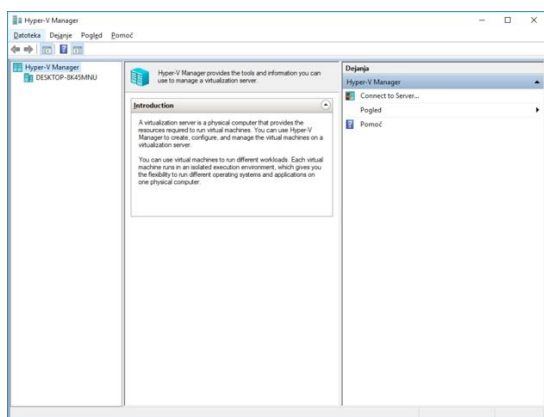 Hyper-V Manager
Datoteka Dejanje Pogled Pomoč
Hyper-V Manager
DESKTOP-8K45MNU
Hyper-V Manager provides the tools and information you can
use to manage a virtualization server.
Introduction
A virtualization server is a physical computer that provides the
resources required to run virtual machines. You can use Hyper-V
Manager to create, configure, and manage the virtual machines on a
virtualization server.
You can use virtual machines to run different workloads. Each virtual
machine runs in an isolated execution environment, which gives you
the flexibility to run different operating systems and applications on
one physical computer.
Dejanja
Hyper-V Manager
Connect to Server...
Pogled
Pomoč